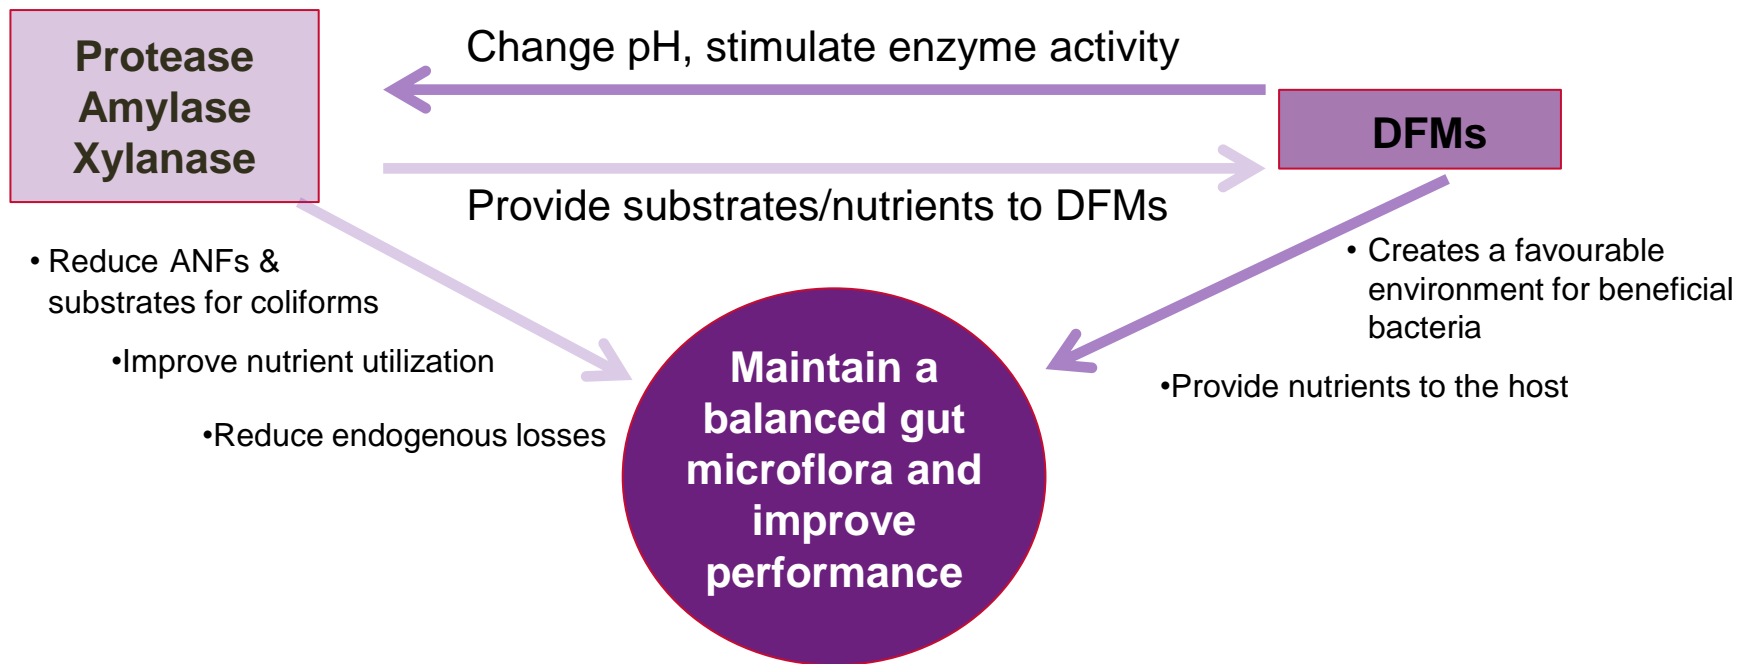 Protease
Amylase
Xylanase
Change pH, stimulate enzyme activity
DFMs
Provide substrates/nutrients to DFMs
• Reduce ANFs &
substrates for coliforms
•Improve nutrient utilization
•Reduce endogenous losses
• Creates a favourable
environment for beneficial
bacteria
•Provide nutrients to the host
Maintain a
balanced gut
microflora and
improve
performance